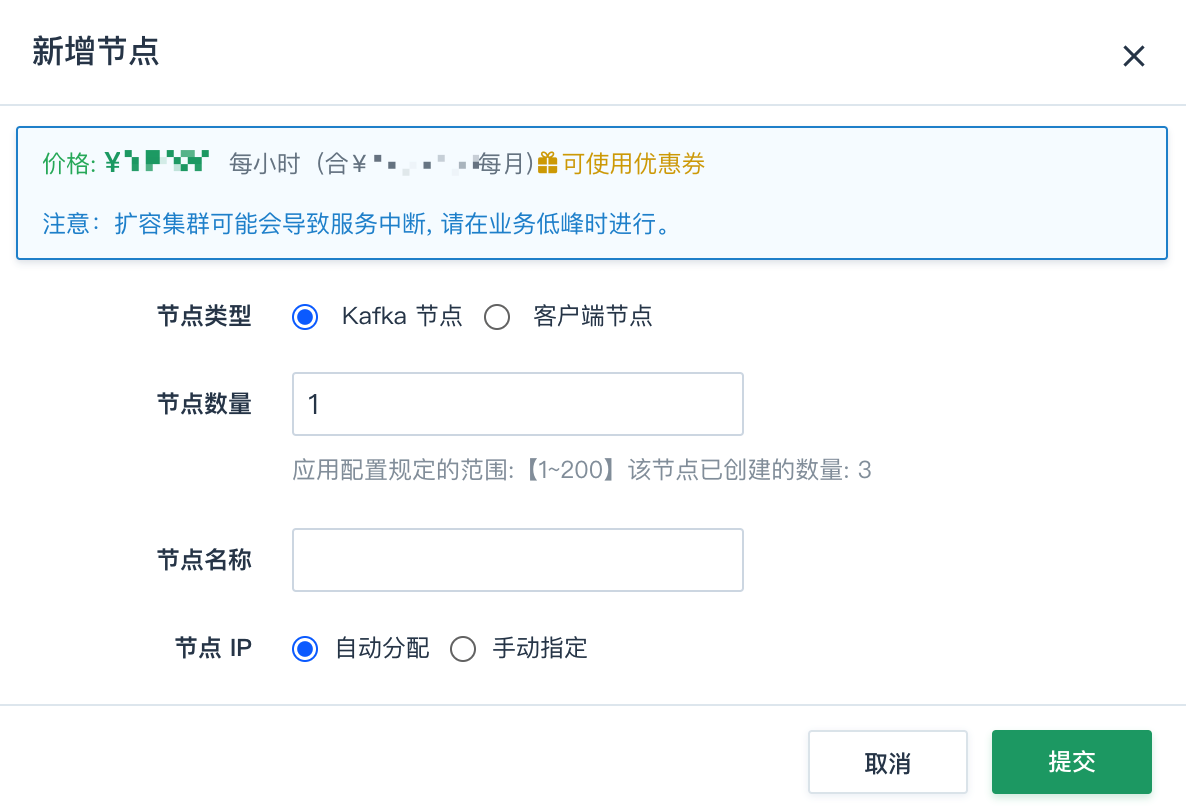 新增节点
价格: ¥ 每小时（合¥ 每月)可使用优惠券
注意：扩容集群可能会导致服务中断, 请在业务低峰时进行。
节点类型 Kafka 节点 客户端节点
节点数量 1
应用配置规定的范围:【1~200】该节点已创建的数量: 3
节点名称
节点 IP 自动分配 手动指定
取消 提交